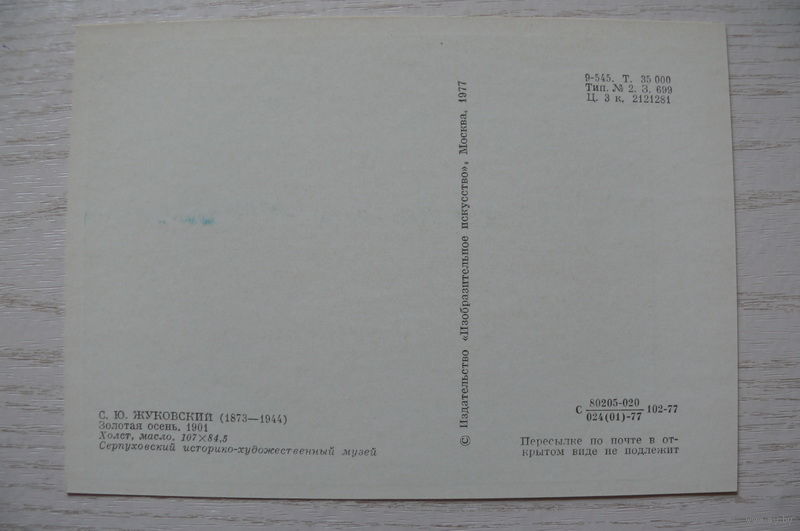 9-545. Т. 35 000
Тип. № 2. З. 699
Ц. 3 к. 2121281
© Издательство «Изобразительное искусство», Москва, 1977
С. Ю. ЖУКОВСКИЙ (1873—1944)
Золотая осень, 1901
Холст, масло. 107×84,5
Серпуховский историко-художественный музей
С 80205-020 102-77
024(01)-77
Пересылке по почте в от-
крытом виде не подлежит